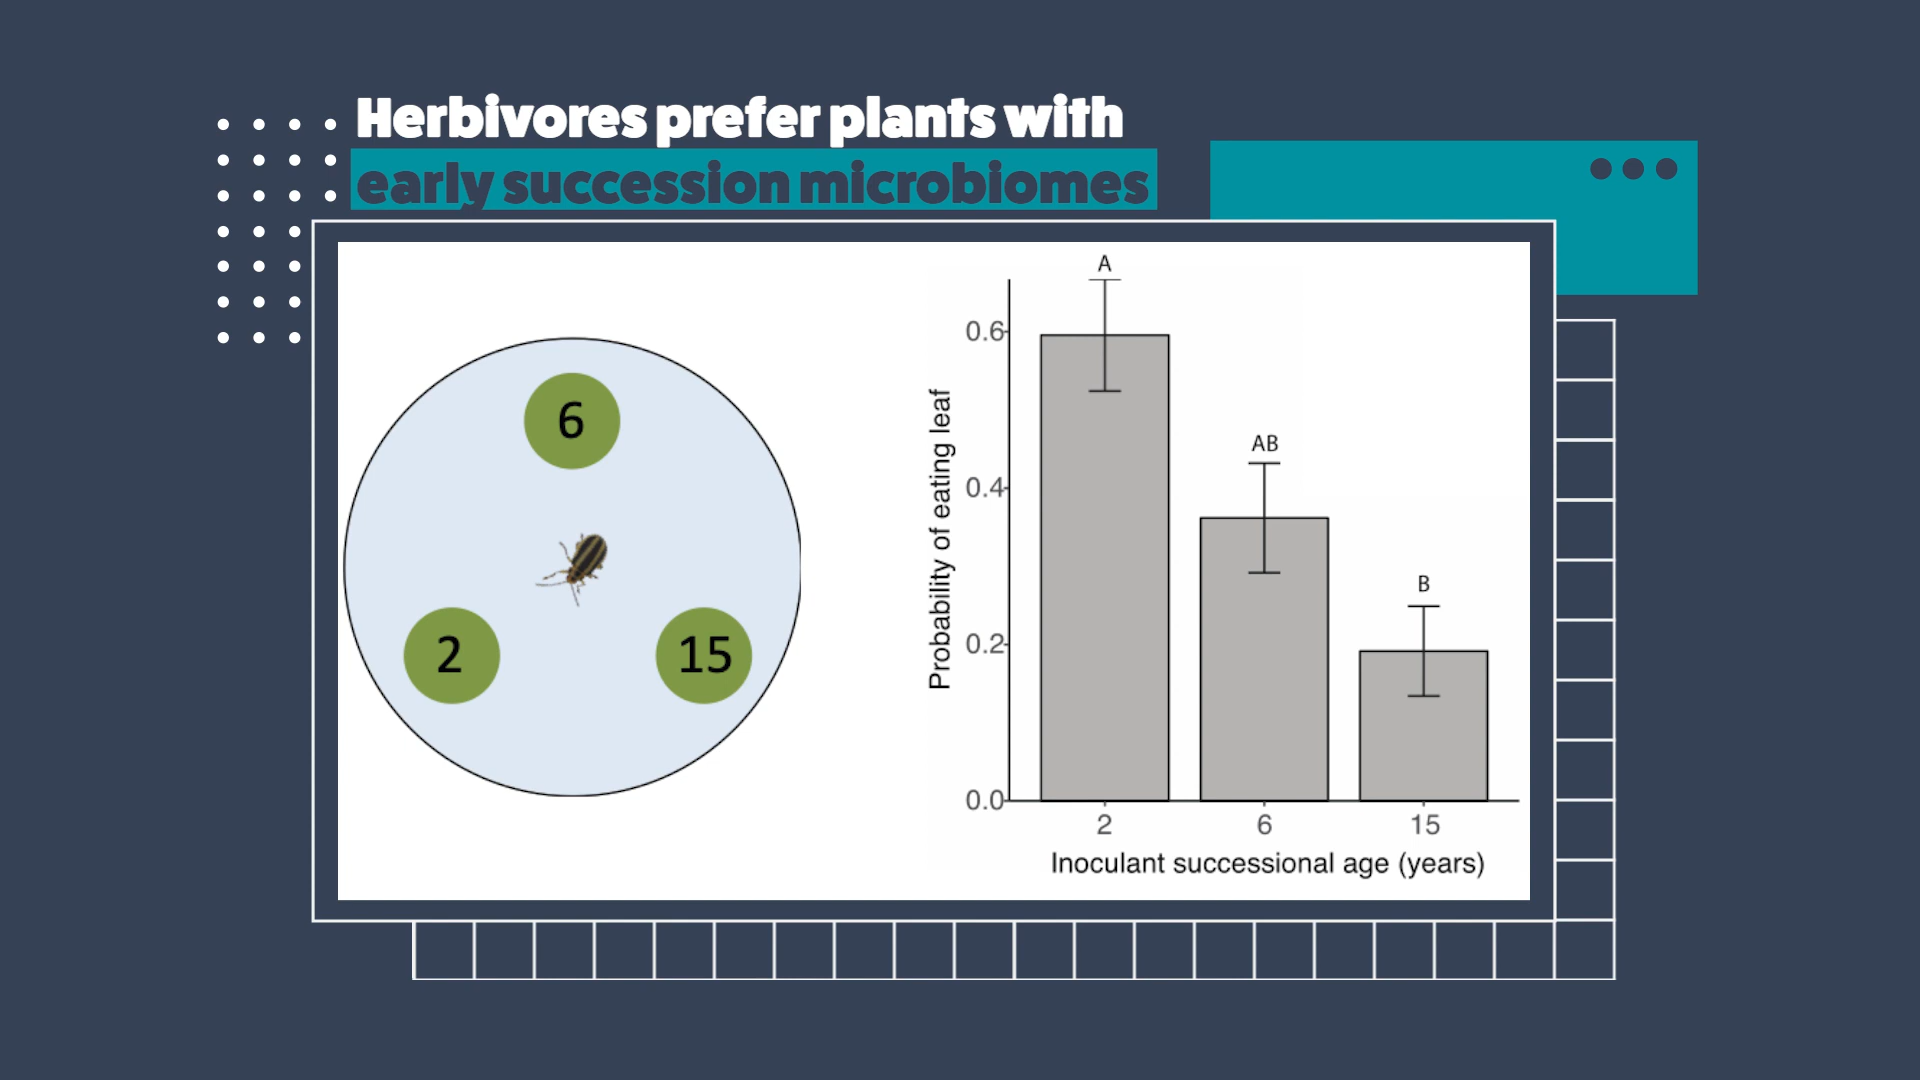 Herbivores prefer plants with
early succession microbiomes
6
2
15
Probability of eating leaf
0.6
0.4
0.2
0.0
A
AB
B
2
6
15
Inoculant successional age (years)